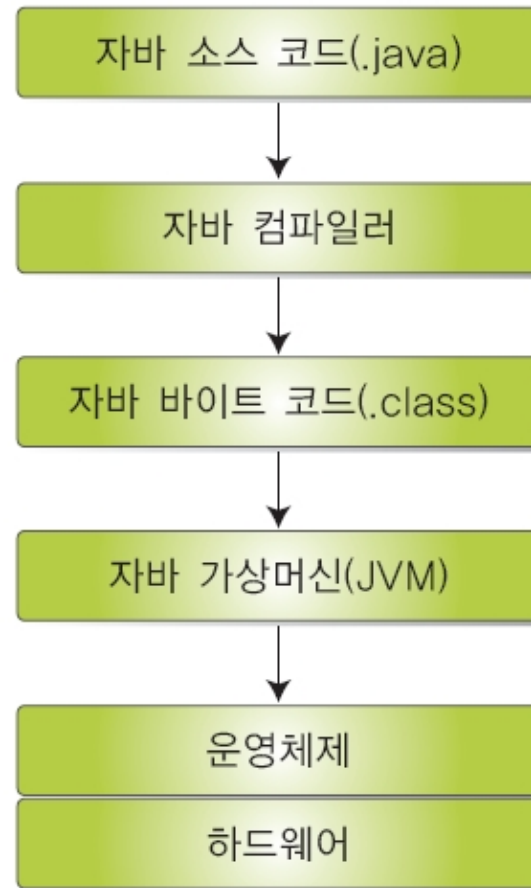 자바 소스 코드(.java)
자바 컴파일러
자바 바이트 코드(.class)
자바 가상머신(JVM)
운영체제
하드웨어